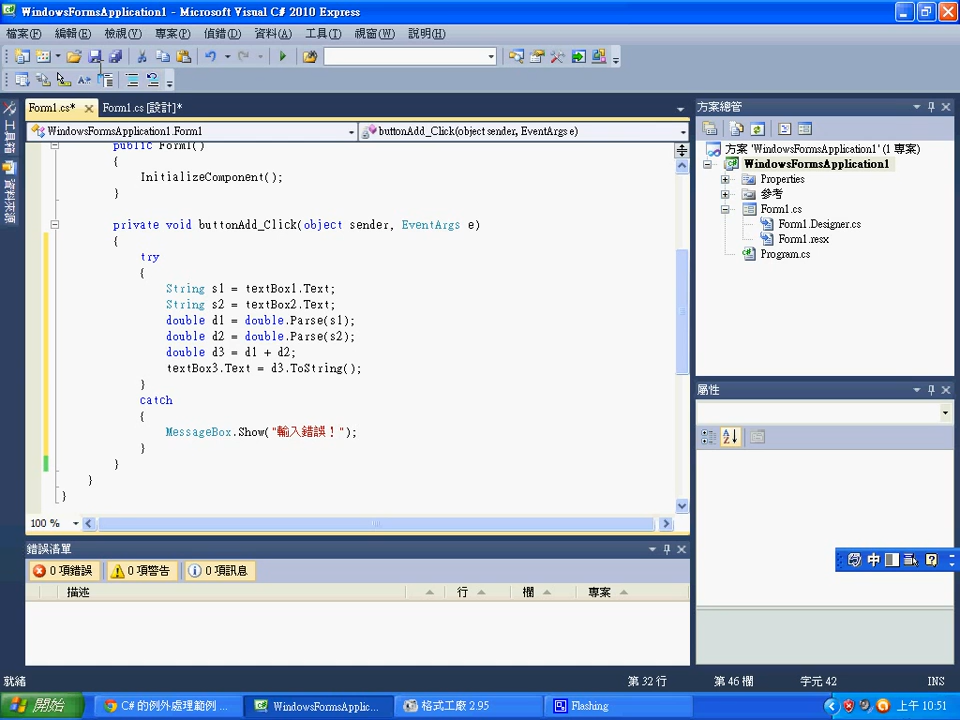 WindowsFormsApplication1 - Microsoft Visual C# 2010 Express
檔案(F) 編輯(E) 檢視(V) 專案(P) 偵錯(D) 資料(A) 工具(T) 視窗(W) 說明(H)
Form1.cs* Form1.cs [設計]*
WindowsFormsApplication1.Form1 buttonAdd_Click(object sender, EventArgs e)
public Form1()
{
InitializeComponent();
}
private void buttonAdd_Click(object sender, EventArgs e)
{
try
{
String s1 = textBox1.Text;
String s2 = textBox2.Text;
double d1 = double.Parse(s1);
double d2 = double.Parse(s2);
double d3 = d1 + d2;
textBox3.Text = d3.ToString();
}
catch
{
MessageBox.Show("輸入錯誤！");
}
}
}
}
100 %
工具箱
資料來源
方案總管
方案 'WindowsFormsApplication1' (1 專案)
WindowsFormsApplication1
Properties
參考
Form1.cs
Form1.Designer.cs
Form1.resx
Program.cs
屬性
錯誤清單
0 項錯誤 0 項警告 0 項訊息
描述 行 欄 專案
中
就緒 第 32 行 第 46 欄 字元 42 INS
開始 C# 的例外處理範例 ... WindowsFormsApplic... 格式工廠 2.95 Flashing 上午 10:51